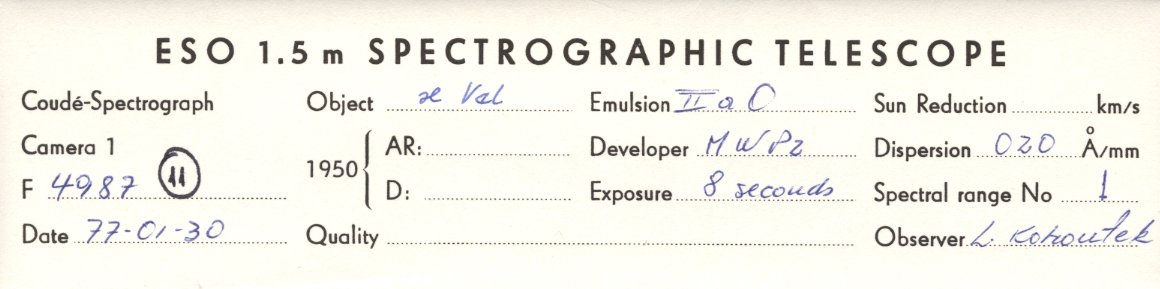 ESO 1.5 m SPECTROGRAPHIC TELESCOPE
Coudé-Spectrograph Object ϰ Vel Emulsion II a O Sun Reduction km/s
Camera 1 1950 AR: Developer MWP2 Dispersion 020 Å/mm
F 4987 11 D: Exposure 8 seconds Spectral range No 1
Date 77-01-30 Quality Observer L. Kohoutek